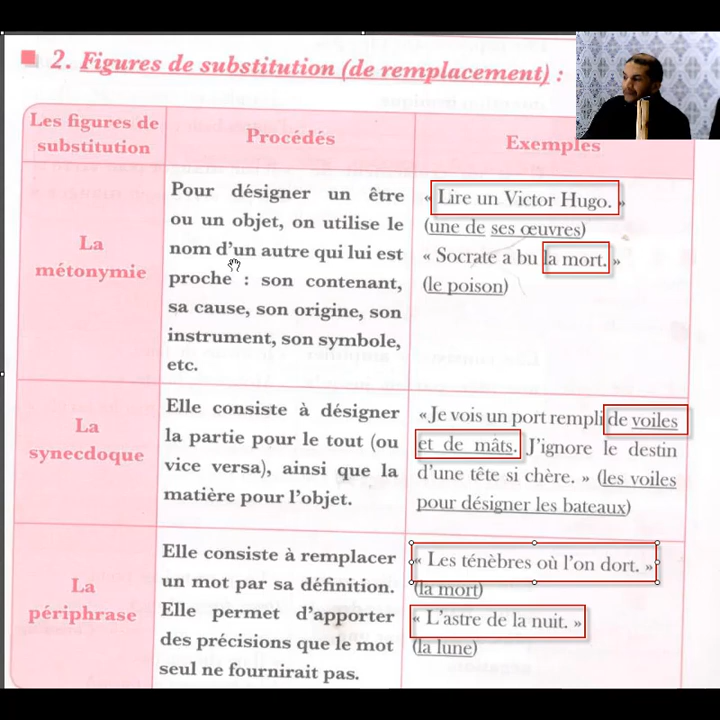 2. Figures de substitution (de remplacement) :
Les figures de
substitution
Procédés
Exemples
La
métonymie
Pour désigner un être
ou un objet, on utilise le
nom d'un autre qui lui est
proche : son contenant,
sa cause, son origine, son
instrument, son symbole,
etc.
« Lire un Victor Hugo. »
(une de ses œuvres)
« Socrate a bu la mort. »
(le poison)
La
synecdoque
Elle consiste à désigner
la partie pour le tout (ou
vice versa), ainsi que la
matière pour l'objet.
«Je vois un port rempli de voiles
et de mâts. J'ignore le destin
d'une tête si chère. » (les voiles
pour désigner les bateaux)
La
périphrase
Elle consiste à remplacer
un mot par sa définition.
Elle permet d'apporter
des précisions que le mot
seul ne fournirait pas.
« Les ténèbres où l'on dort. »
(la mort)
« L'astre de la nuit. »
(la lune)